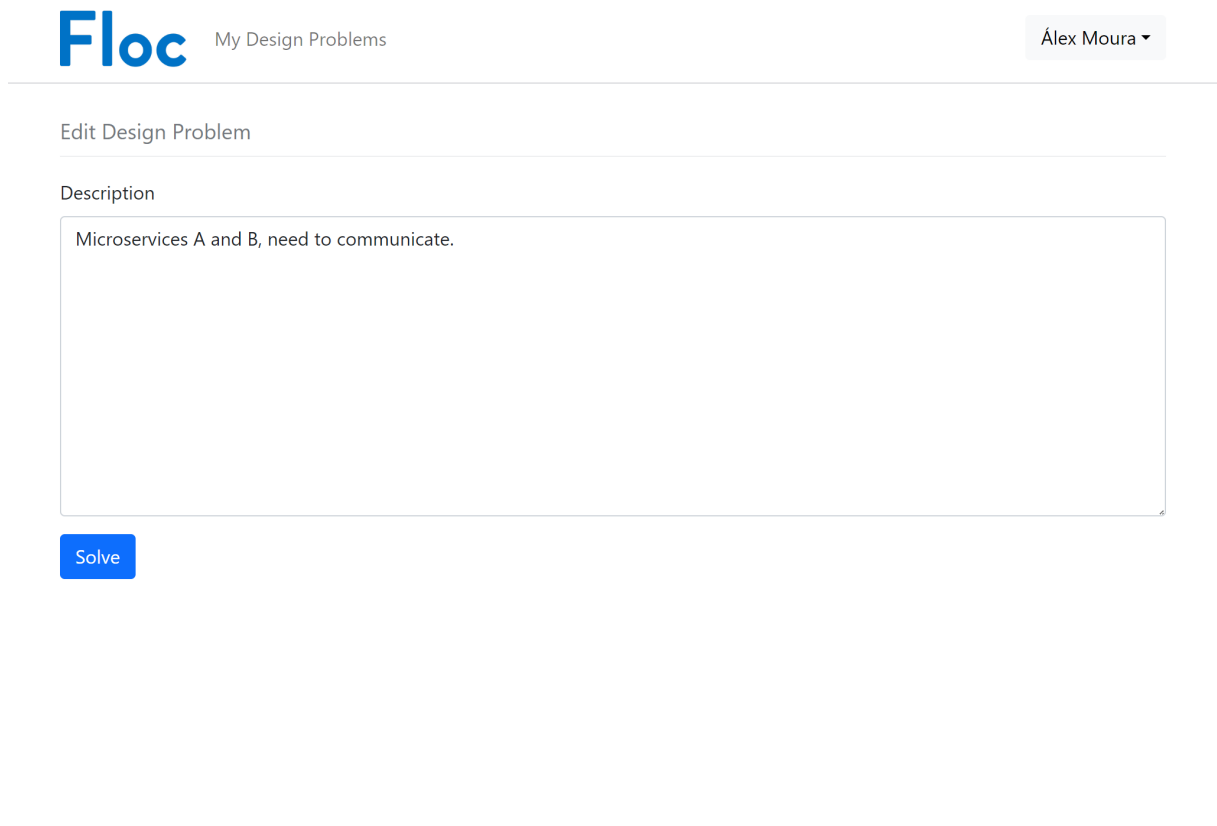 Floc My Design Problems Álex Moura
Edit Design Problem
Description
Microservices A and B, need to communicate.
Solve